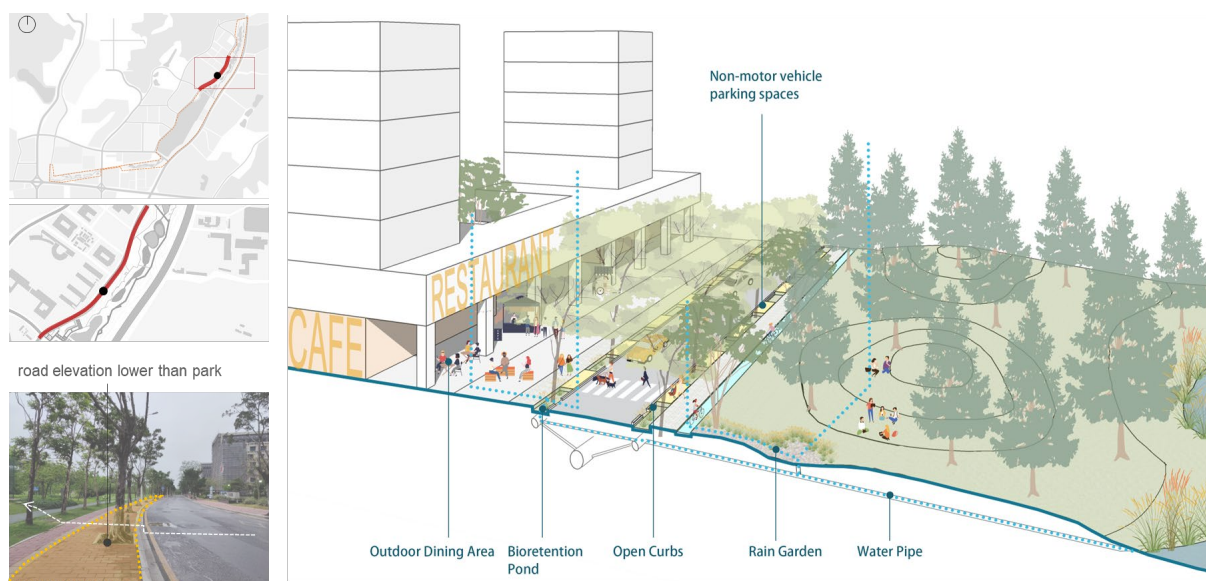 road elevation lower than park
Non-motor vehicle
parking spaces
RESTAURANT
CAFE
Outdoor Dining Area
Bioretention
Pond
Open Curbs
Rain Garden
Water Pipe